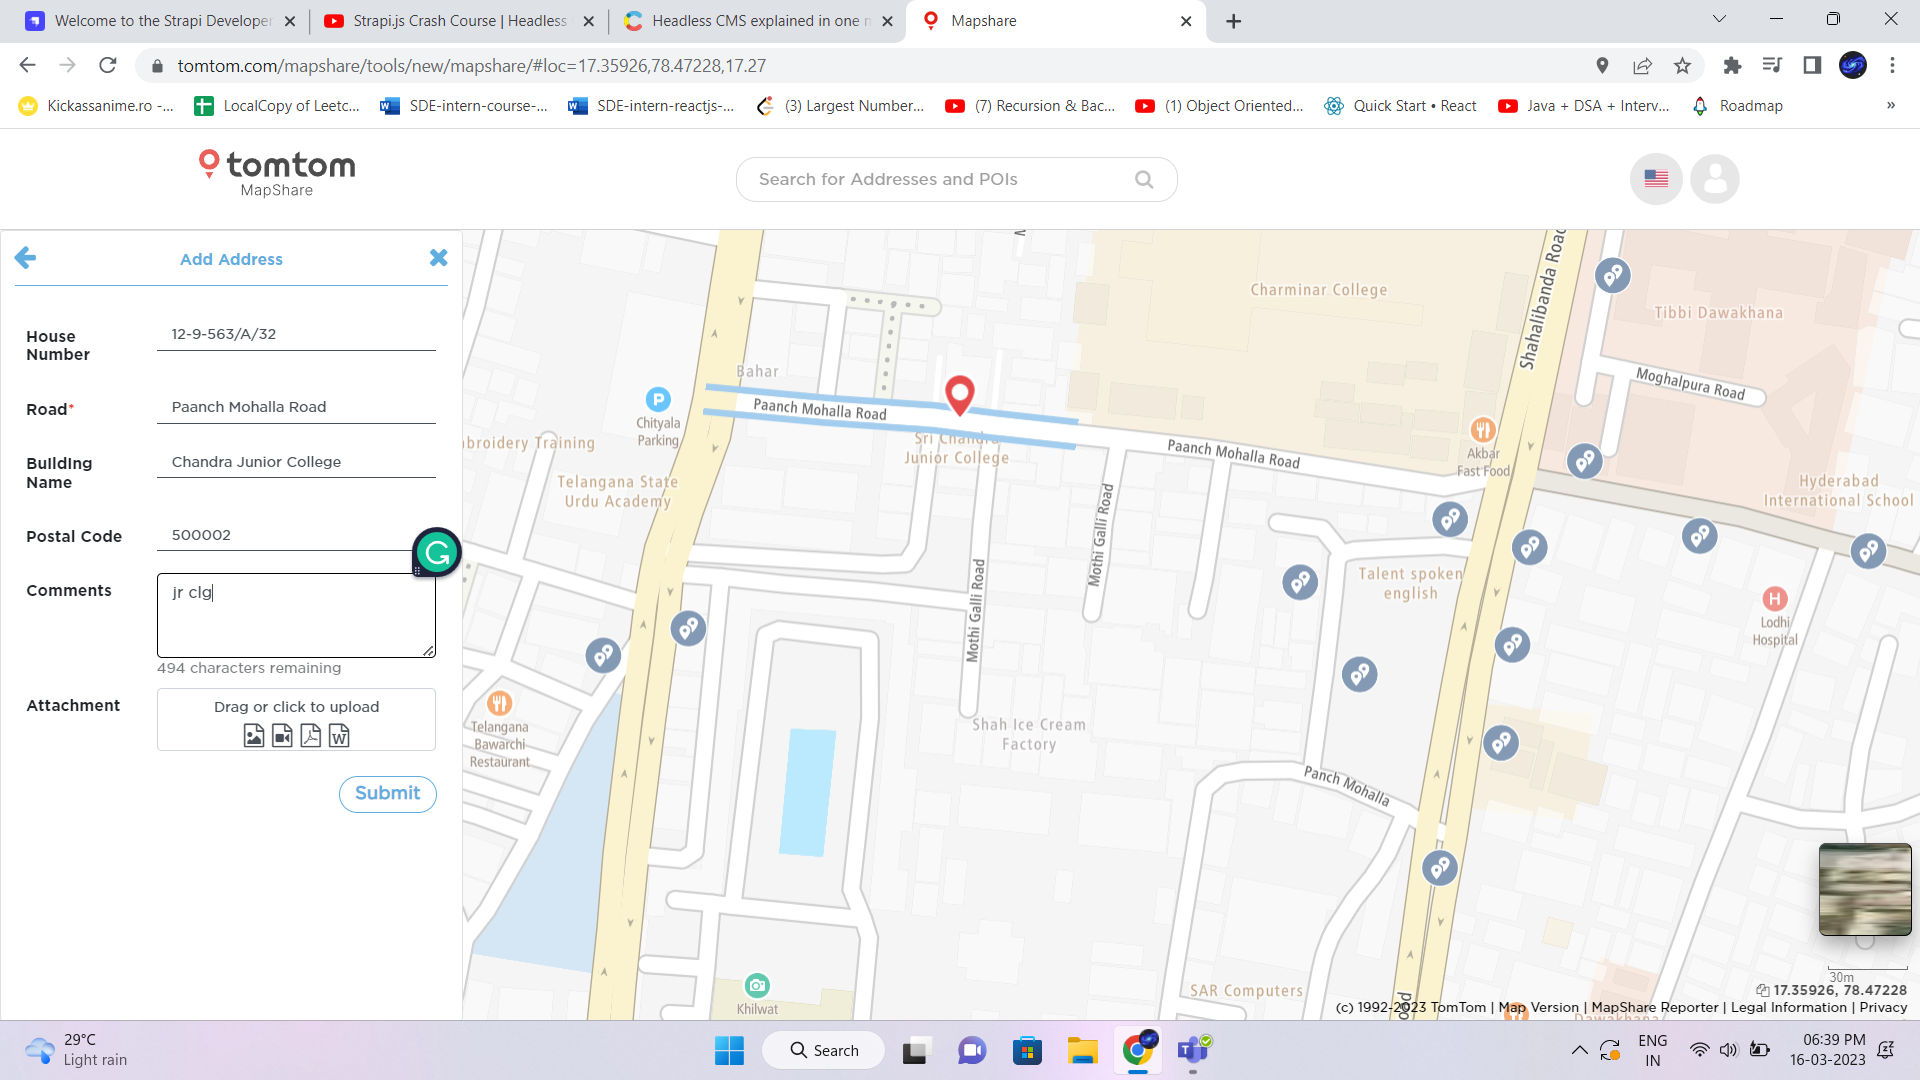 Welcome to the Strapi Developer
Strapi.js Crash Course | Headless
Headless CMS explained in one m
Mapshare
tomtom.com/mapshare/tools/new/mapshare/#loc=17.35926,78.47228,17.27
Kickassanime.ro -...
LocalCopy of Leetc...
SDE-intern-course-...
SDE-intern-reactjs-...
(3) Largest Number...
(7) Recursion & Bac...
(1) Object Oriented...
Quick Start • React
Java + DSA + Interv...
Roadmap
»
tomtom
MapShare
Search for Addresses and POIs
Add Address
House
Number
12-9-563/A/32
Road*
Paanch Mohalla Road
Building
Name
Chandra Junior College
Postal Code
500002
Comments
jr clg
494 characters remaining
Attachment
Drag or click to upload
Submit
Charminar College
Shahalibanda Road
Tibbi Dawakhana
Moghalpura Road
Bahar
P
Chityala
Parking
Paanch Mohalla Road
Sri Chandra
Junior College
Paanch Mohalla Road
Akbar
Fast Food
broidery Training
Telangana State
Urdu Academy
Hyderabad
International School
Mothi Galli Road
Mothi Galli Road
Talent spoken
english
H
Lodhi
Hospital
Telangana
Bawarchi
Restaurant
Shah Ice Cream
Factory
Panch Mohalla
Khilwat
SAR Computers
oad
Dawakhana
30m
17.35926, 78.47228
(c) 1992-2023 TomTom | Map Version | MapShare Reporter | Legal Information | Privacy
29°C
Light rain
Search
ENG
IN
06:39 PM
16-03-2023